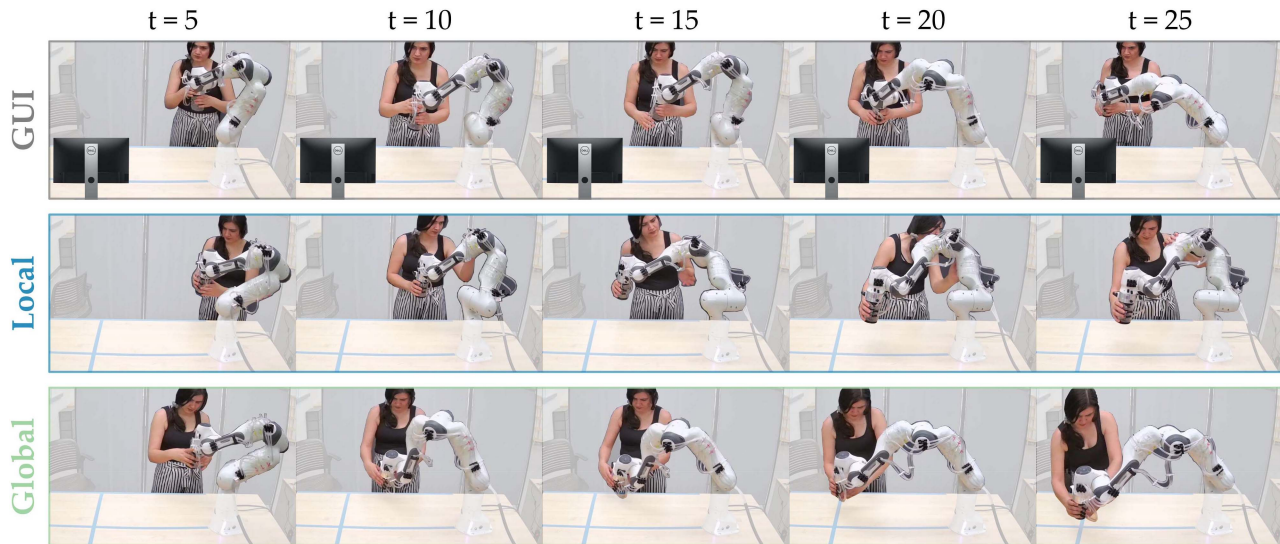 t = 5
t = 10
t = 15
t = 20
t = 25
GUI
Local
Global